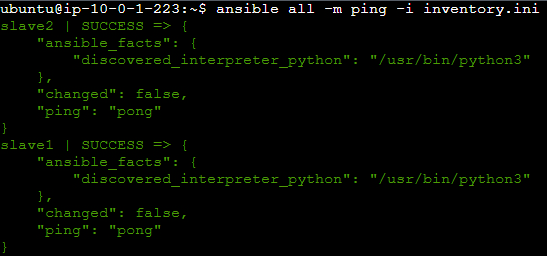 ubuntu@ip-10-0-1-223:~$ ansible all -m ping -i inventory.ini
slave2 | SUCCESS => {
    "ansible_facts": {
        "discovered_interpreter_python": "/usr/bin/python3"
    },
    "changed": false,
    "ping": "pong"
}
slave1 | SUCCESS => {
    "ansible_facts": {
        "discovered_interpreter_python": "/usr/bin/python3"
    },
    "changed": false,
    "ping": "pong"
}